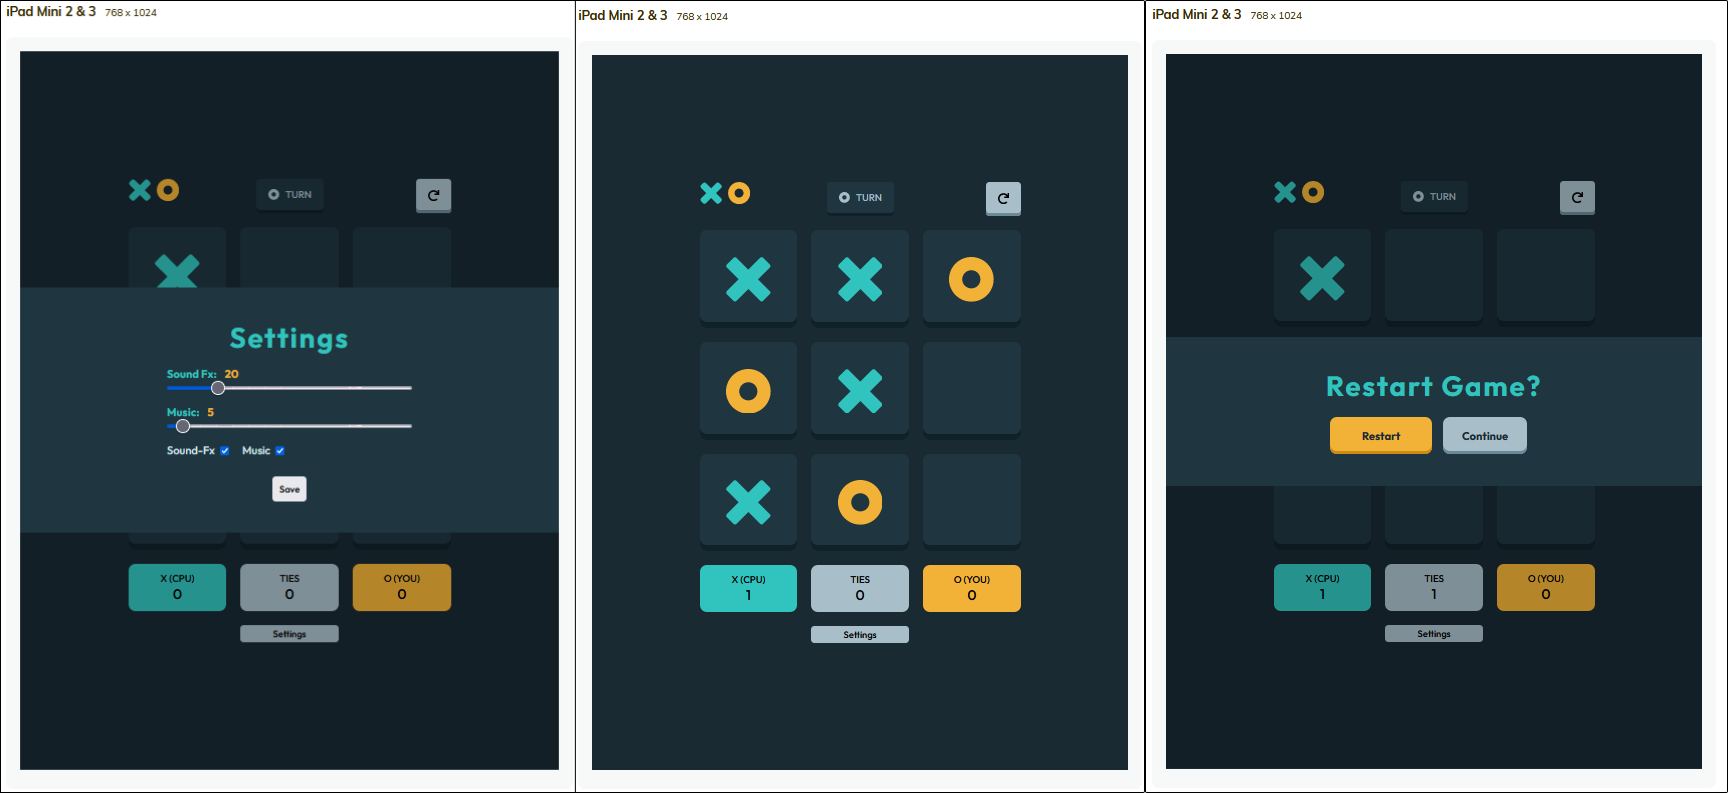 iPad Mini 2 & 3 768 x 1024
TURN
Settings
Sound Fx: 20
Music: 5
Sound-Fx Music
Save
X (CPU) TIES O (YOU)
0 0 0
Settings
iPad Mini 2 & 3 768 x 1024
TURN
X (CPU) TIES O (YOU)
1 0 0
Settings
iPad Mini 2 & 3 768 x 1024
TURN
Restart Game?
Restart Continue
X (CPU) TIES O (YOU)
1 1 0
Settings